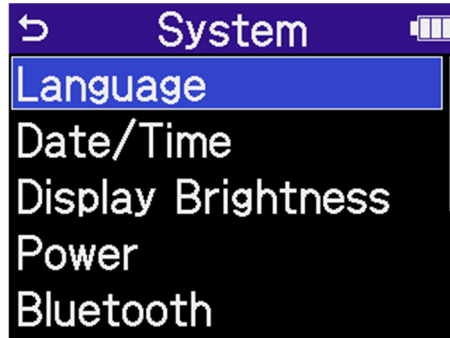 System
Language
Date/Time
Display Brightness
Power
Bluetooth